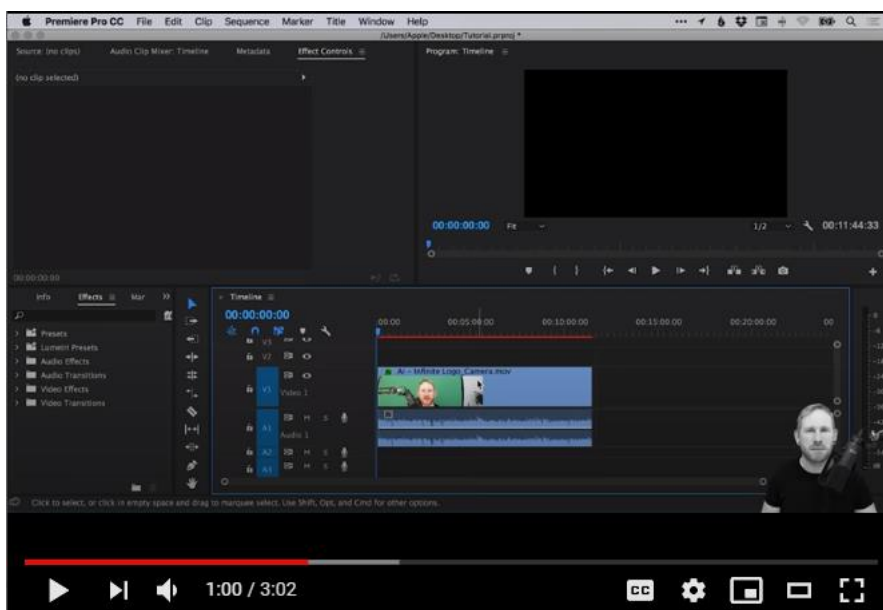 Premiere Pro CC File Edit Clip Sequence Marker Title Window Help
/Users/Apple/Desktop/Tutorial.prproj *
Source: (no clips) Audio Clip Mixer: Timeline Metadata Effect Controls Program: Timeline
(no clip selected)
00:00:00:00 Fit 1/2 00:11:44:33
00:00:00:00
Info Effects Mar Timeline
00:00:00:00
:00:00 00:05:00:00 00:10:00:00 00:15:00:00 00:20:00:00 00
Presets V3
Lumetri Presets V2
Audio Effects
Audio Transitions Ai - Infinite Logo_Camera.mov
Video Effects V1 Video 1
Video Transitions
M S
A1 Audio 1
A2 M S
A3 M S
Click to select, or click in empty space and drag to marquee select. Use Shift, Opt, and Cmd for other options.
1:00 / 3:02 CC